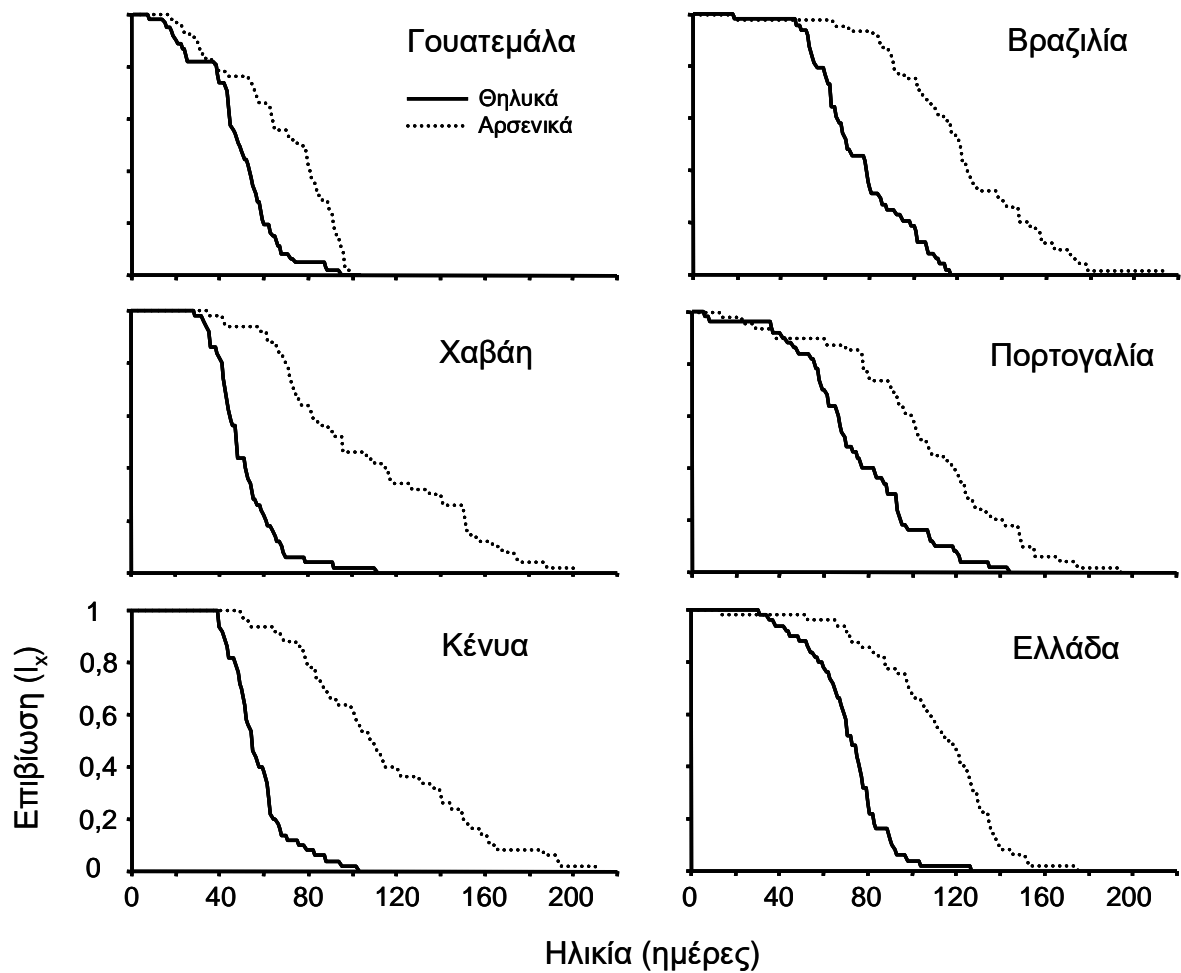 Γουατεμάλα
Θηλυκά
Αρσενικά
Βραζιλία
Χαβάη
Πορτογαλία
Κένυα
Ελλάδα
Επιβίωση (lx)
1
0,8
0,6
0,4
0,2
0
0 40 80 120 160 200
0 40 80 120 160 200
Ηλικία (ημέρες)